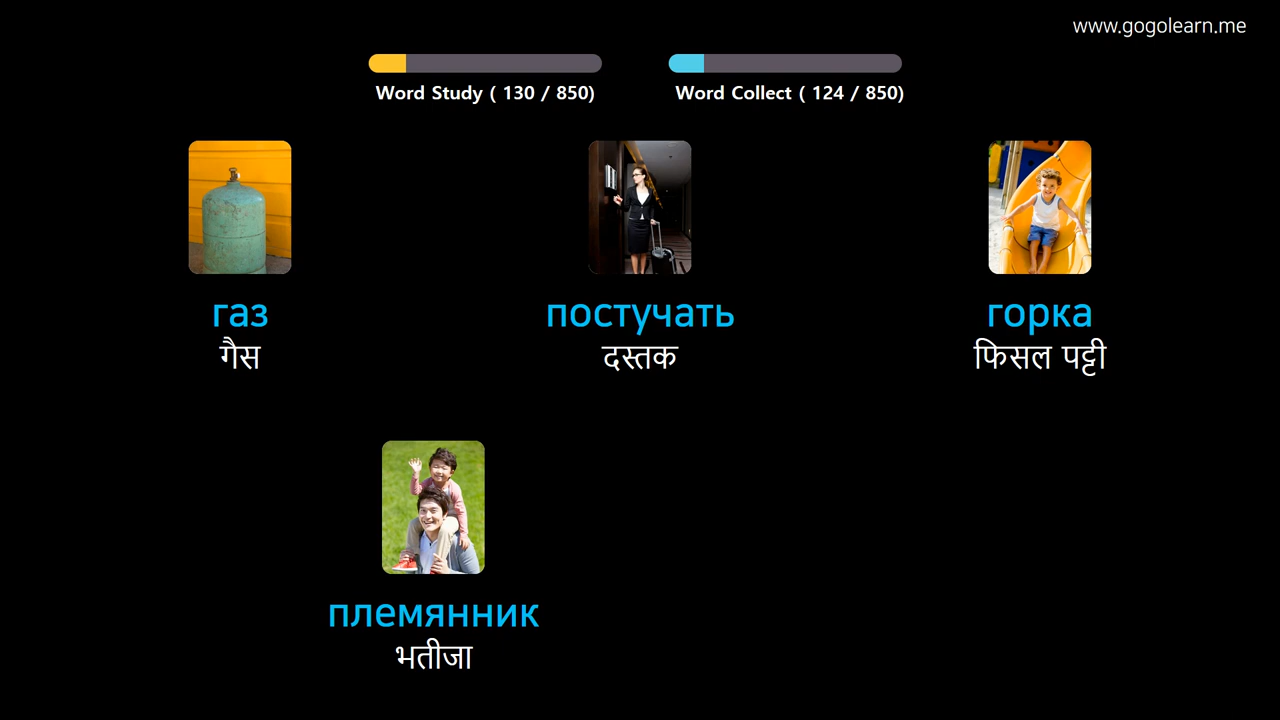 www.gogolearn.me
Word Study ( 130 / 850)
Word Collect ( 124 / 850)
газ
गैस
постучать
दस्तक
горка
फिसल पट्टी
племянник
भतीजा